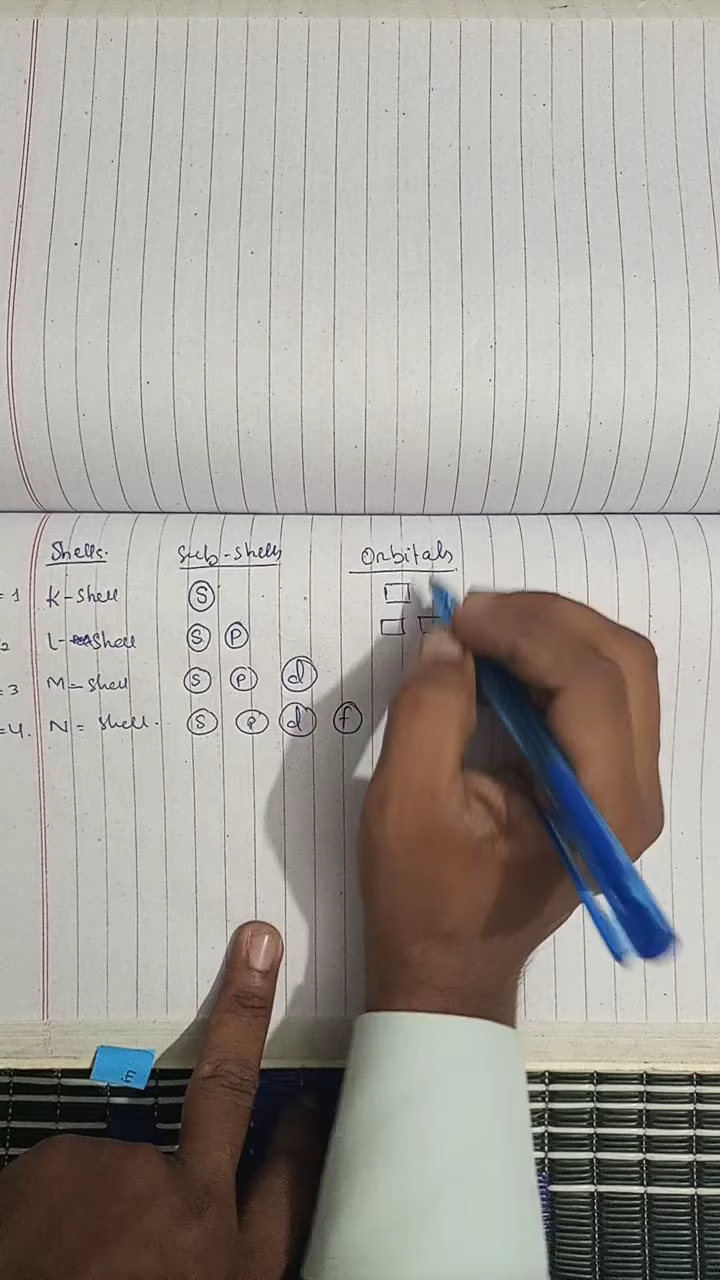 Shells. Sub-shells Orbitals
= 1 K-shell S
2 L-shell S P
= 3 M-shell S P d
=4. N = shell. S P d f